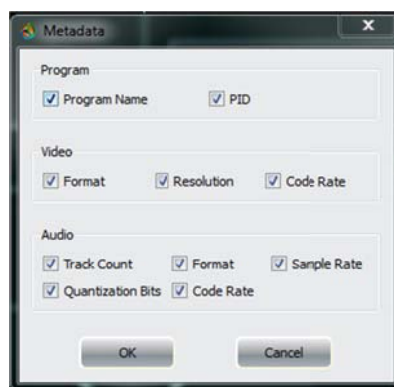 Metadata x
Program
Program Name PID
Video
Format Resolution Code Rate
Audio
Track Count Format Sample Rate
Quantization Bits Code Rate
OK Cancel